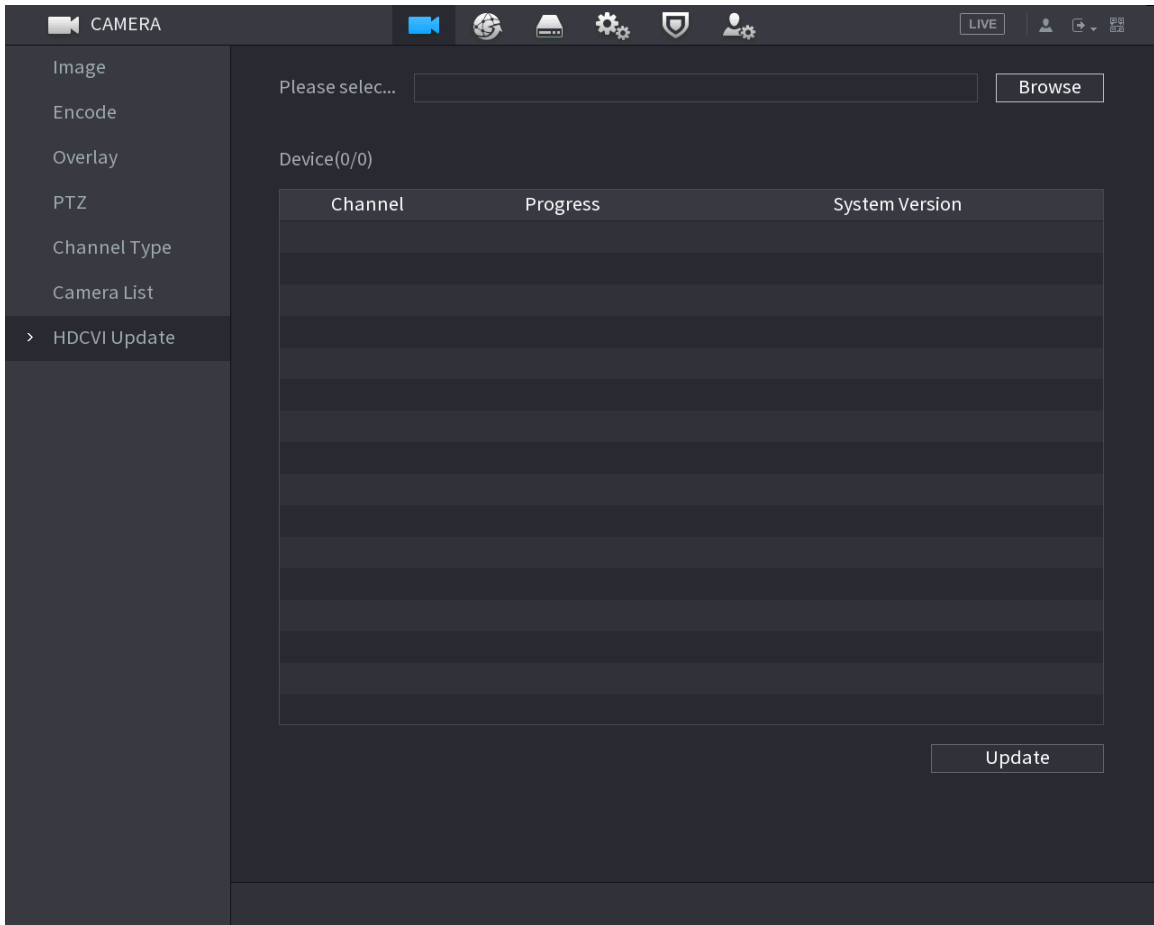 CAMERA
LIVE
Image
Encode
Overlay
PTZ
Channel Type
Camera List
HDCVI Update
Please selec...
Browse
Device(0/0)
Channel Progress System Version
Update